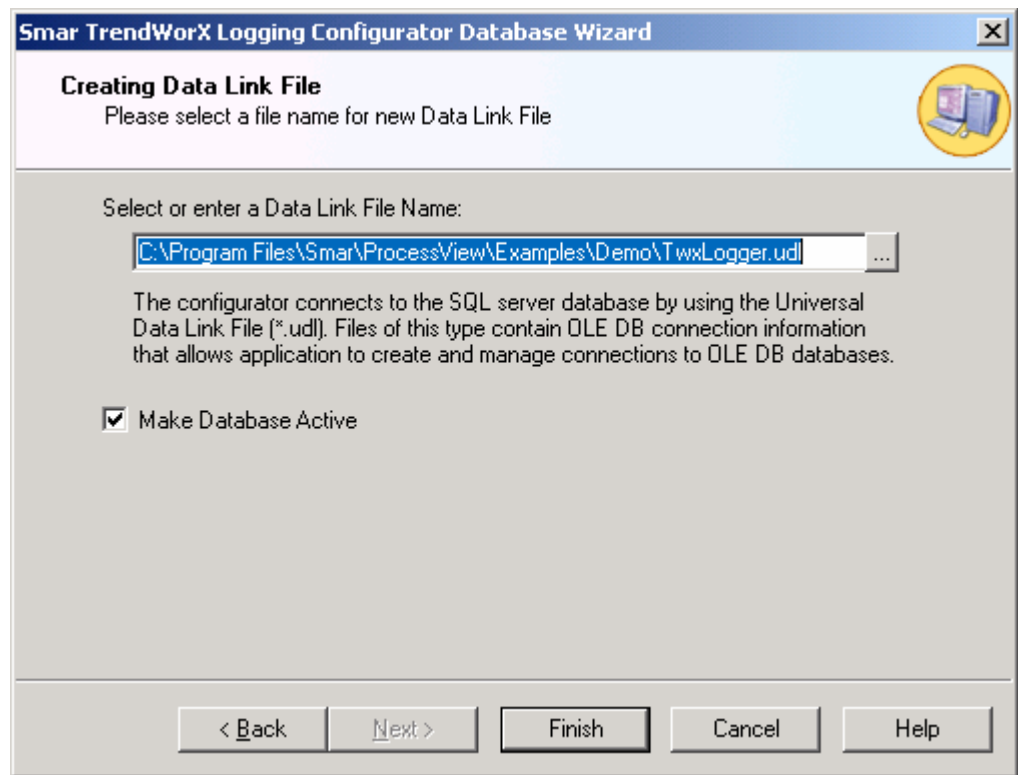 Smar TrendWorX Logging Configurator Database Wizard
Creating Data Link File
Please select a file name for new Data Link File
Select or enter a Data Link File Name:
C:\Program Files\Smar\ProcessView\Examples\Demo\TwxLogger.udl
...
The configurator connects to the SQL server database by using the Universal
Data Link File (*.udl). Files of this type contain OLE DB connection information
that allows application to create and manage connections to OLE DB databases.
Make Database Active
< Back
Next >
Finish
Cancel
Help